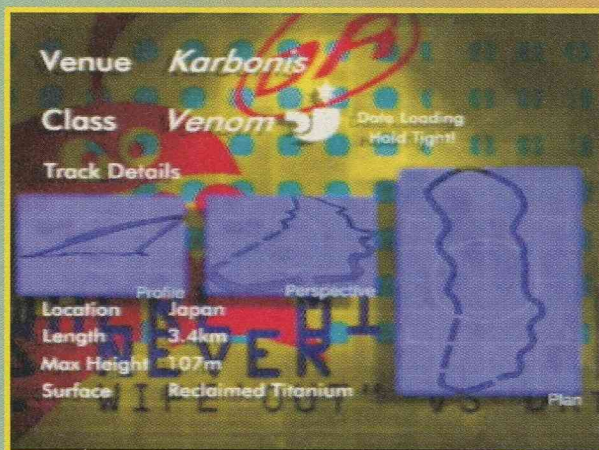 Venue Karbonis
Class Venom
Date Loading
Hold Tight!
Track Details
Profile
Perspective
Plan
Location Japan
Length 3.4km
Max Height 107m
Surface Reclaimed Titanium